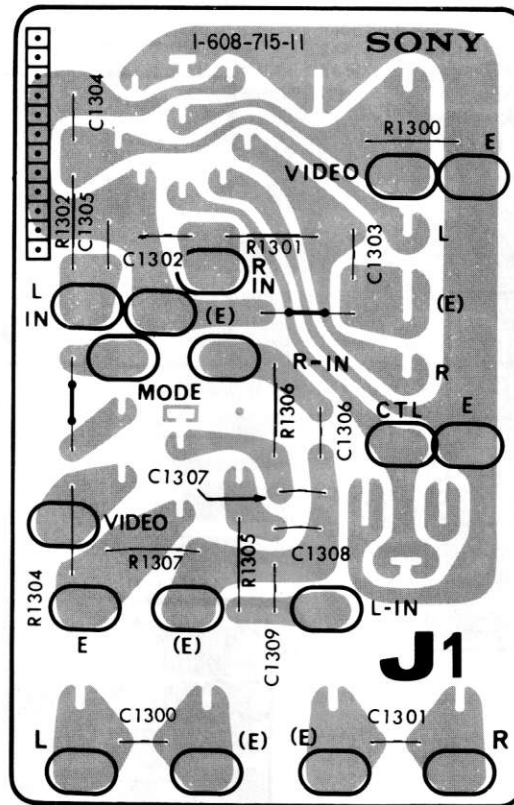 1-608-715-11
SONY
C1304
R1300
E
VIDEO
R1302
C1305
L
C1302
R1301
C1303
R
IN
L
IN
(E)
(E)
R-IN
R
MODE
R1306
C1306
CTL
E
C1307
VIDEO
R1304
R1307
R1305
C1308
E
(E)
C1309
L-IN
J1
L
C1300
(E)
(E)
C1301
R